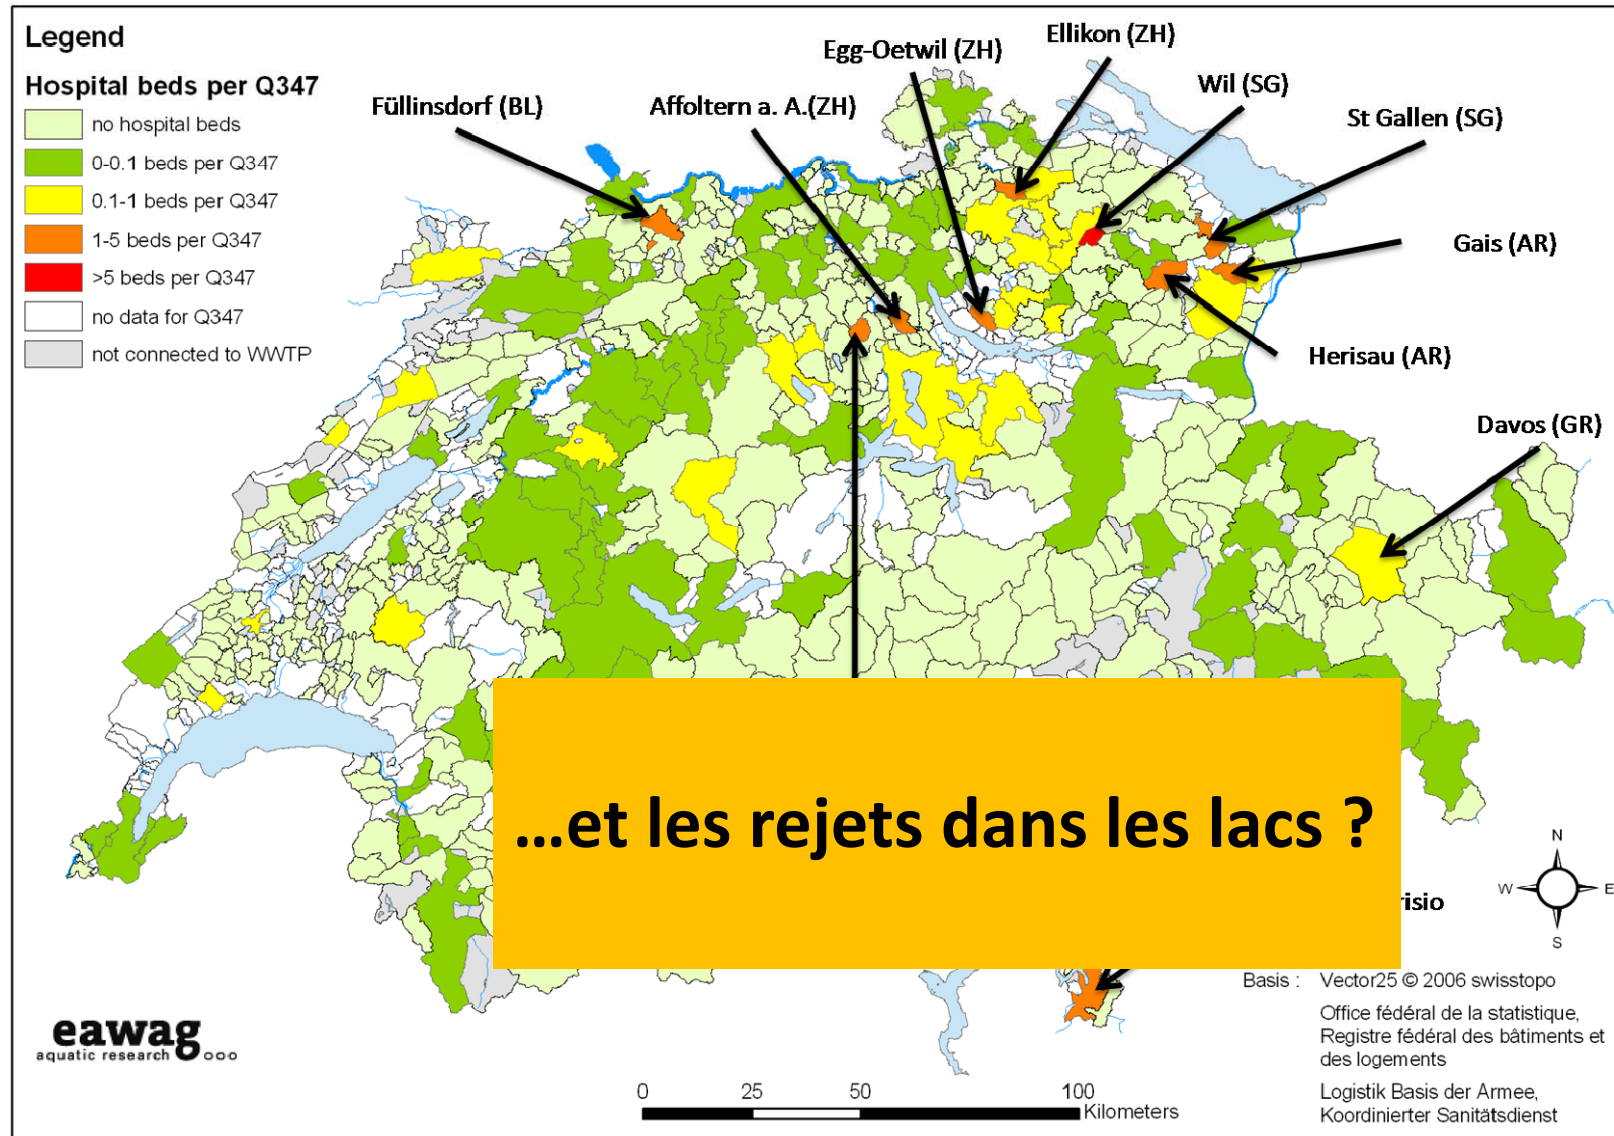 Legend
Hospital beds per Q347
no hospital beds
0-0.1 beds per Q347
0.1-1 beds per Q347
1-5 beds per Q347
>5 beds per Q347
no data for Q347
not connected to WWTP
Füllinsdorf (BL)
Affoltern a. A.(ZH)
Egg-Oetwil (ZH)
Ellikon (ZH)
Wil (SG)
St Gallen (SG)
Gais (AR)
Herisau (AR)
Davos (GR)
...et les rejets dans les lacs ?
risio
N
W
E
S
Basis : Vector25 © 2006 swisstopo
Office fédéral de la statistique,
Registre fédéral des bâtiments et
des logements
Logistik Basis der Armee,
Koordinierter Sanitätsdienst
eawag
aquatic research
0 25 50 100
Kilometers